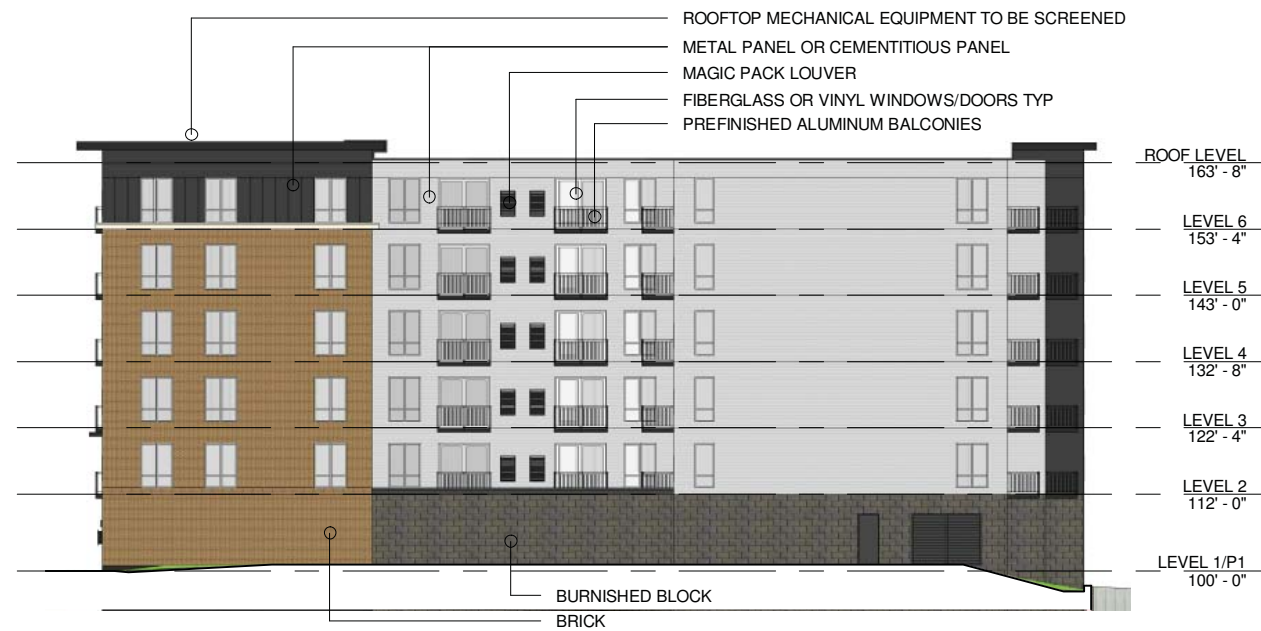 ROOFTOP MECHANICAL EQUIPMENT TO BE SCREENED
METAL PANEL OR CEMENTITIOUS PANEL
MAGIC PACK LOUVER
FIBERGLASS OR VINYL WINDOWS/DOORS TYP
PREFINISHED ALUMINUM BALCONIES
ROOF LEVEL
163' - 8"
LEVEL 6
153' - 4"
LEVEL 5
143' - 0"
LEVEL 4
132' - 8"
LEVEL 3
122' - 4"
LEVEL 2
112' - 0"
LEVEL 1/P1
100' - 0"
BURNISHED BLOCK
BRICK